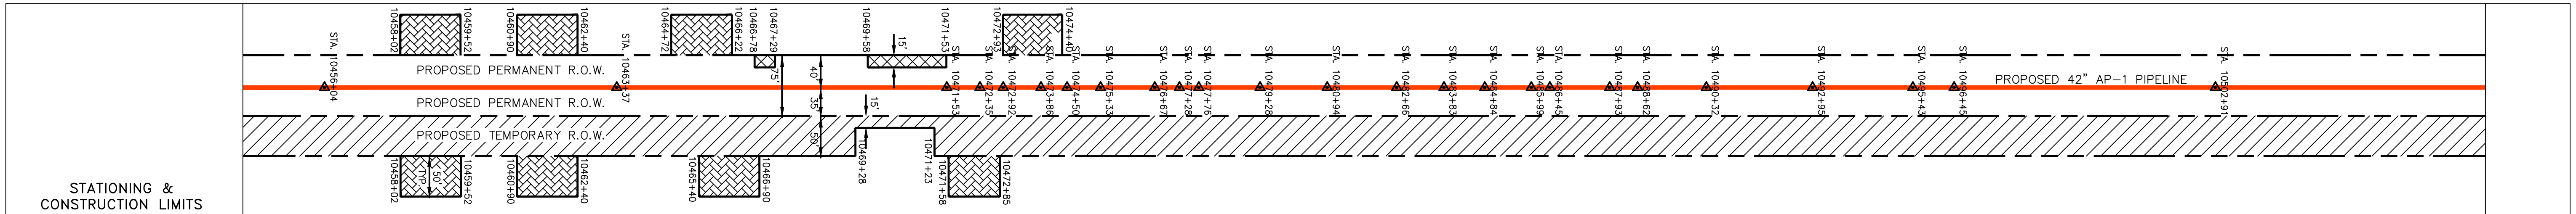 10458+02
10459+52
10460+90
10462+40
10464+72
10466+22
10466+78
10467+29
10469+58
10471+53
10472+93
10474+40
15'
STA. 10456+04
STA. 10463+37
STA. 10471+53
STA. 10472+35
STA. 10472+92
STA. 10473+86
STA. 10474+50
STA. 10475+33
STA. 10476+67
STA. 10477+28
STA. 10477+76
STA. 10479+28
STA. 10480+94
STA. 10482+66
STA. 10483+83
STA. 10484+84
STA. 10485+99
STA. 10486+45
STA. 10487+93
STA. 10488+62
STA. 10490+32
STA. 10492+95
STA. 10495+43
STA. 10496+45
STA. 10502+91
PROPOSED PERMANENT R.O.W.
75'
40'
PROPOSED 42" AP-1 PIPELINE
PROPOSED PERMANENT R.O.W.
35'
15'
PROPOSED TEMPORARY R.O.W.
50'
10458+02
50'
TYP.
10459+52
10460+90
10462+40
10465+40
10466+90
10469+28
10471+23
10471+58
10472+85
STATIONING &
CONSTRUCTION LIMITS